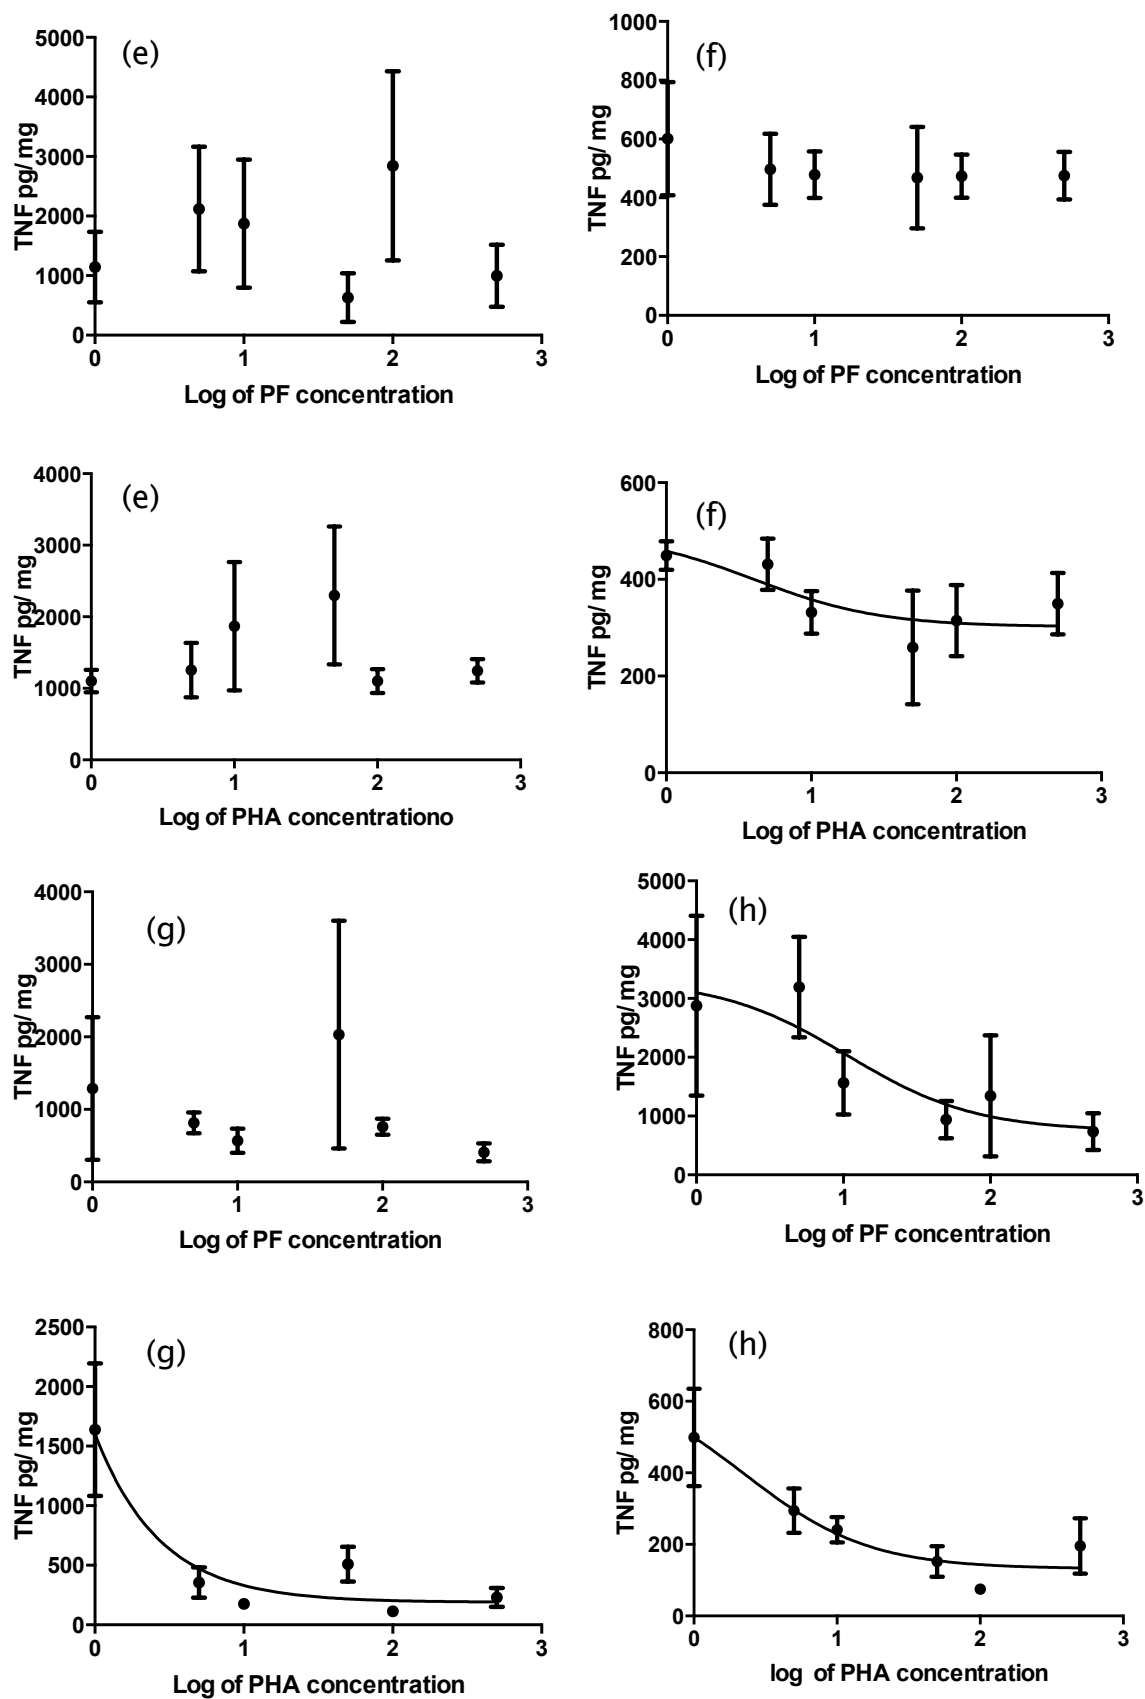 (e)
TNF pg/ mg
5000
4000
3000
2000
1000
0
0 1 2 3
Log of PF concentration
(f)
TNF pg/ mg
1000
800
600
400
200
0
0 1 2 3
Log of PF concentration
(e)
TNF pg/ mg
4000
3000
2000
1000
0
0 1 2 3
Log of PHA concentrationo
(f)
TNF pg/ mg
600
400
200
0
0 1 2 3
Log of PHA concentration
(g)
TNF pg/ mg
4000
3000
2000
1000
0
0 1 2 3
Log of PF concentration
(h)
TNF pg/ mg
5000
4000
3000
2000
1000
0
0 1 2 3
Log of PF concentration
(g)
TNF pg/ mg
2500
2000
1500
1000
500
0
0 1 2 3
Log of PHA concentration
(h)
TNF pg/ mg
800
600
400
200
0
0 1 2 3
log of PHA concentration